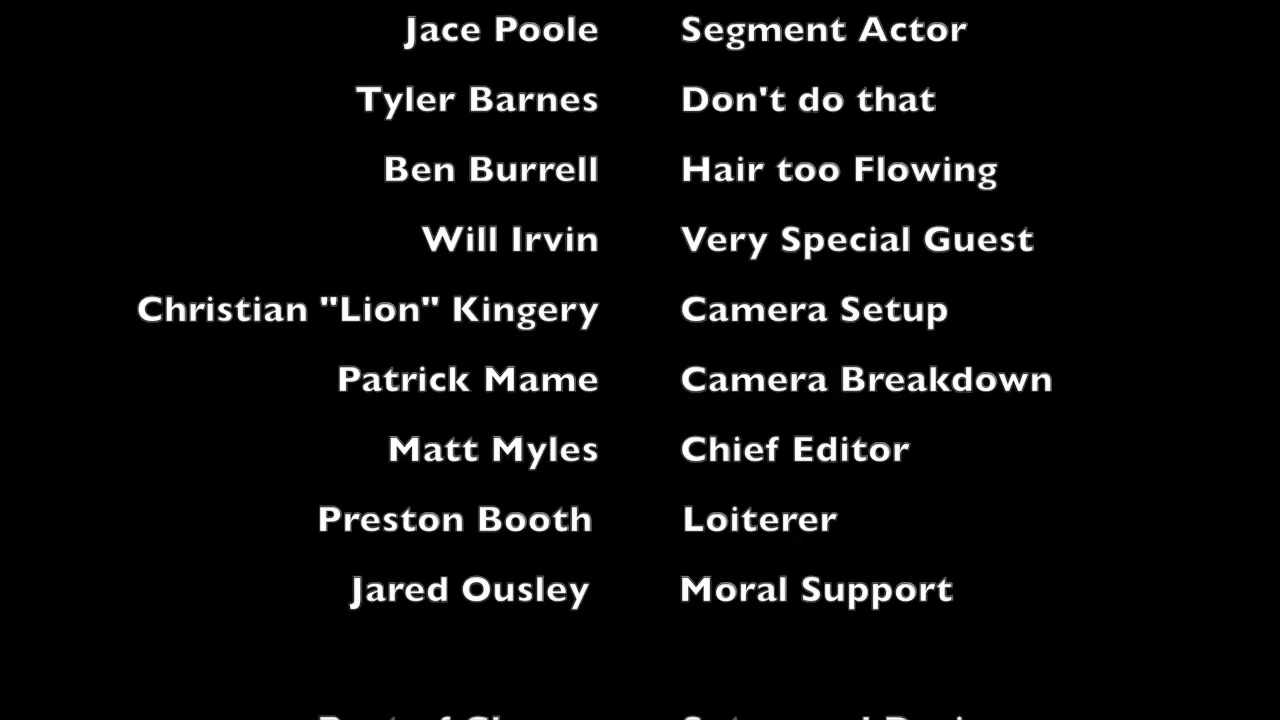 Jace Poole Segment Actor
Tyler Barnes Don't do that
Ben Burrell Hair too Flowing
Will Irvin Very Special Guest
Christian "Lion" Kingery Camera Setup
Patrick Mame Camera Breakdown
Matt Myles Chief Editor
Preston Booth Loiterer
Jared Ousley Moral Support